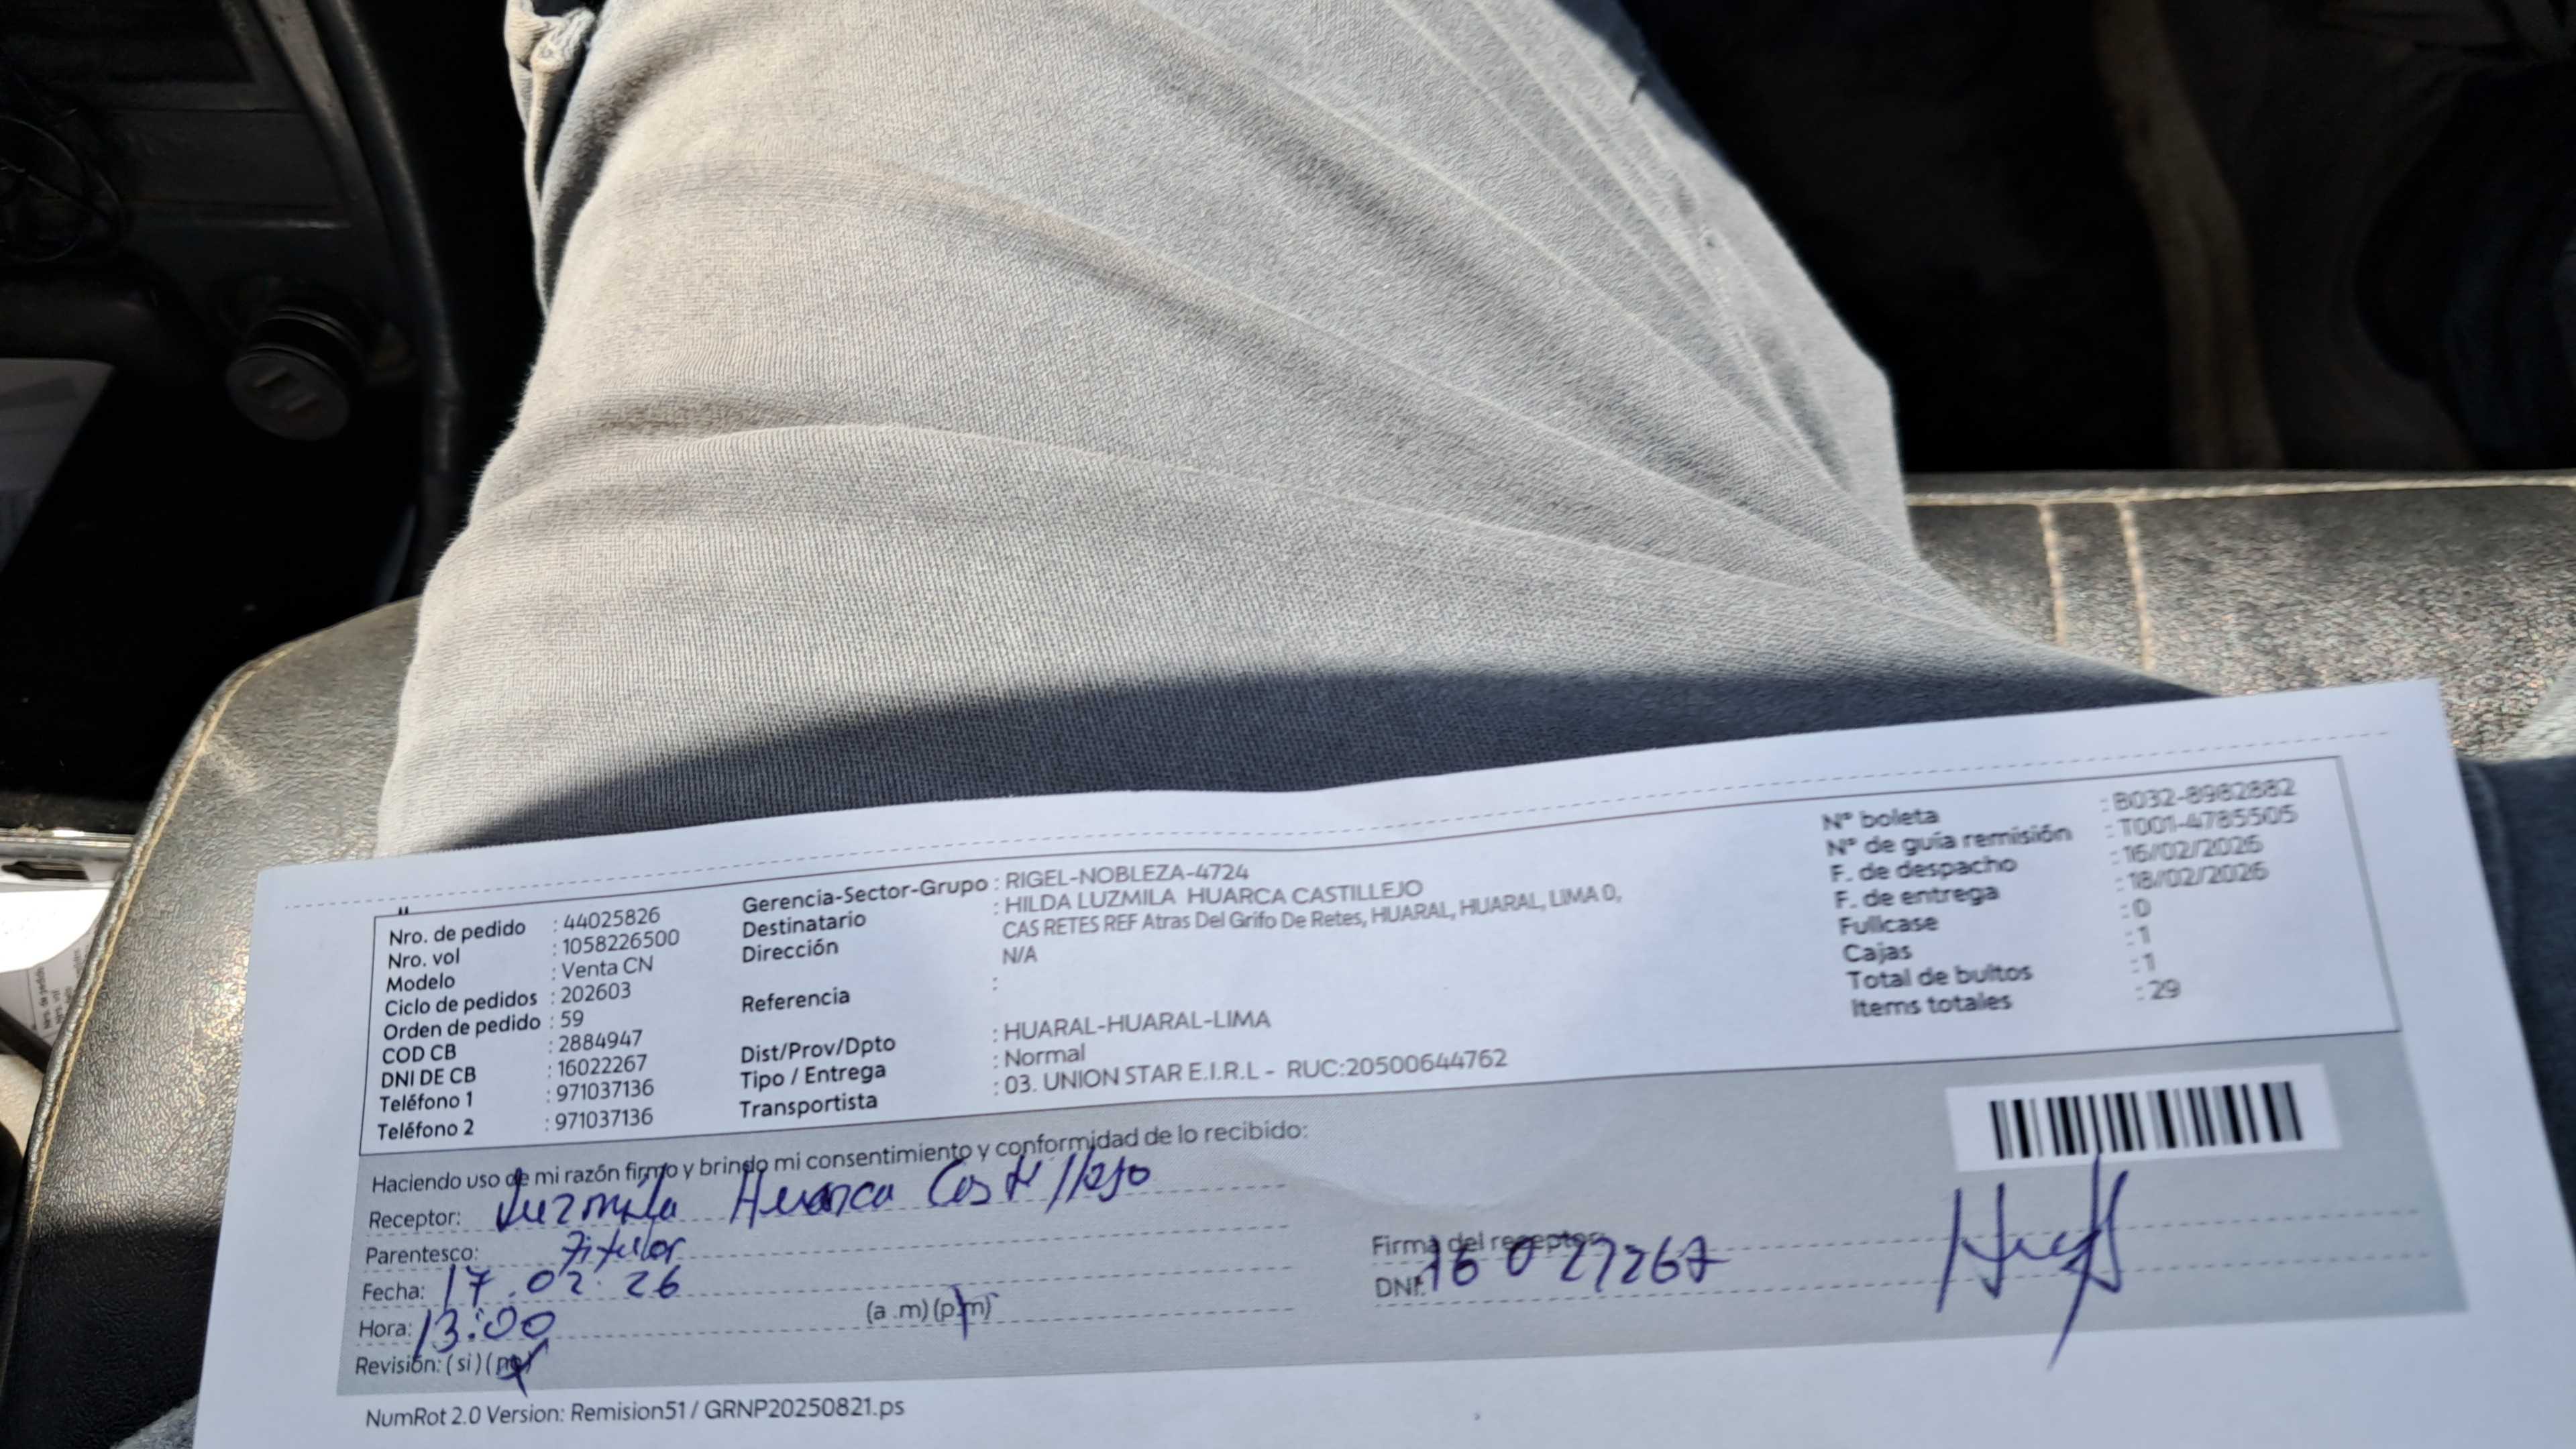 Nro. de pedido : 44025826
Nro. vol : 1058226500
Modelo : Venta CN
Ciclo de pedidos : 202603
Orden de pedido : 59
COD CB : 2884947
DNI DE CB : 16022267
Teléfono 1 : 971037136
Teléfono 2 : 971037136
Gerencia-Sector-Grupo : RIGEL-NOBLEZA-4724
Destinatario : HILDA LUZMILA HUARCA CASTILLEJO
Dirección CAS RETES REF Atras Del Grifo De Retes, HUARAL, HUARAL, LIMA 0,
N/A
Referencia :
Dist/Prov/Dpto : HUARAL-HUARAL-LIMA
Tipo / Entrega : Normal
Transportista : 03. UNION STAR E.I.R.L - RUC:20500644762
N° boleta : B032-8982882
N° de guía remisión : T001-4785505
F. de despacho : 16/02/2026
F. de entrega : 18/02/2026
Fullcase : 0
Cajas : 1
Total de bultos : 1
Items totales : 29
Haciendo uso de mi razón firmo y brindo mi consentimiento y conformidad de lo recibido:
Receptor: Luzmila Huarca Castillejo
Parentesco: Titular
Fecha: 17.02.26
Hora: 13:00 (a .m) (p.m)
Revisión: ( si ) ( no )
Firma del receptor
DNI: 16027267
NumRot 2.0 Version: Remision51 / GRNP20250821.ps